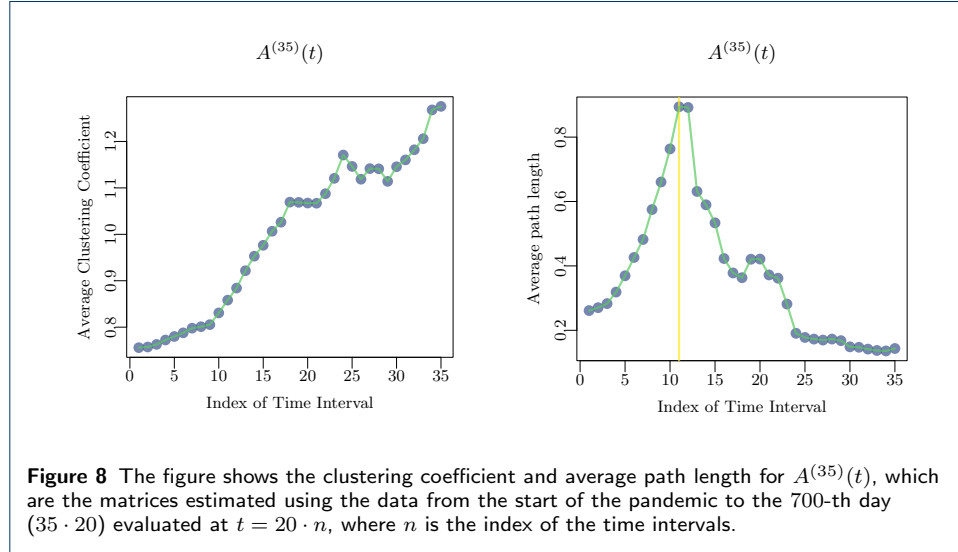 A^{(35)}(t)
Average Clustering Coefficient
0.8 0.9 1.0 1.1 1.2
0 5 10 15 20 25 30 35
Index of Time Interval
A^{(35)}(t)
Average path length
0.2 0.4 0.6 0.8
0 5 10 15 20 25 30 35
Index of Time Interval
Figure 8 The figure shows the clustering coefficient and average path length for A^{(35)}(t), which
are the matrices estimated using the data from the start of the pandemic to the 700-th day
(35 · 20) evaluated at t = 20 · n, where n is the index of the time intervals.